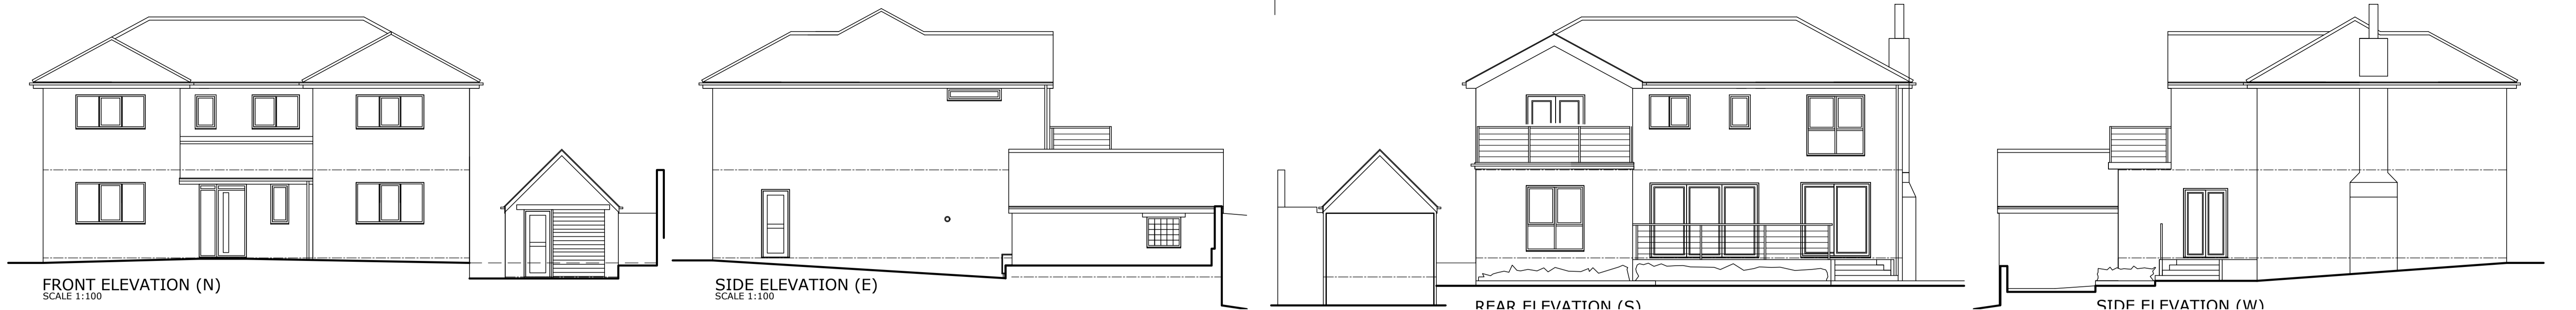 FRONT ELEVATION (N)
SCALE 1:100
SIDE ELEVATION (E)
SCALE 1:100
REAR ELEVATION (S)
SIDE ELEVATION (W)